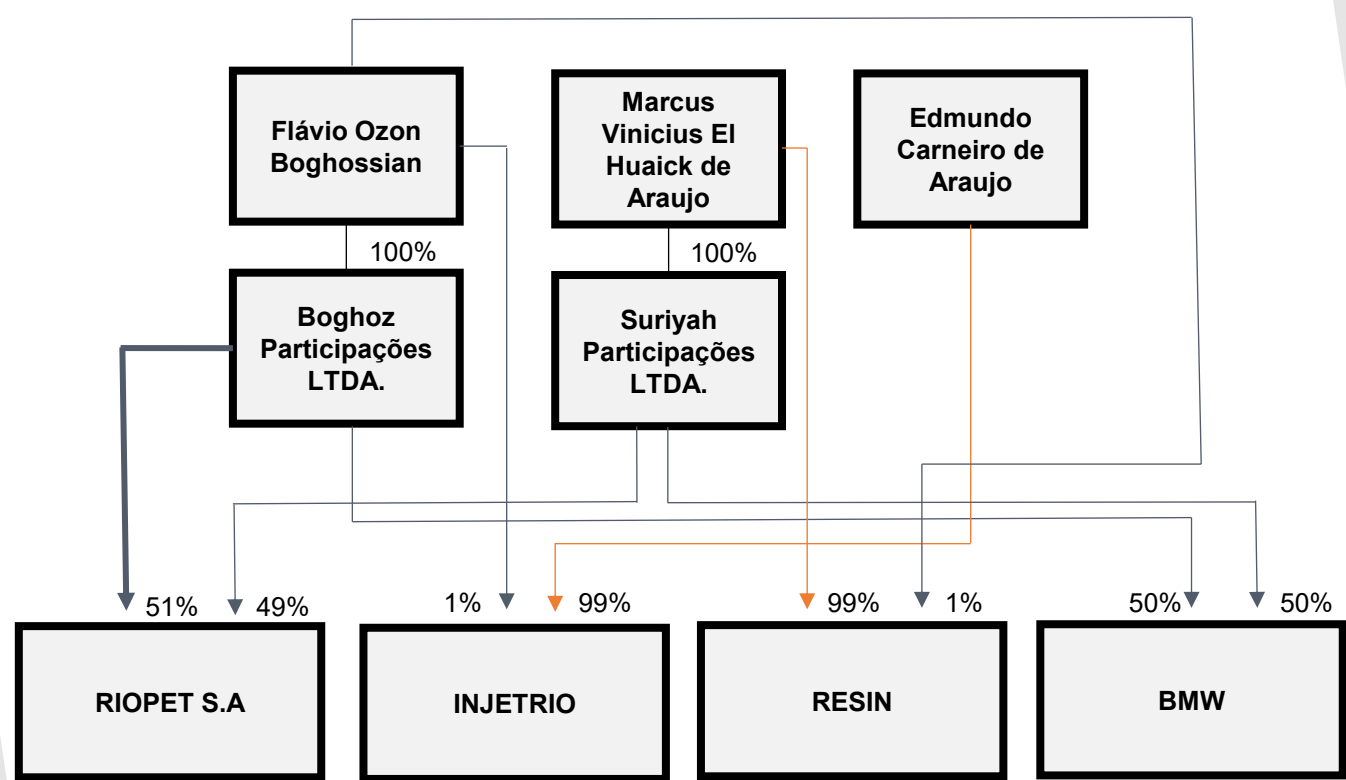 Flávio Ozon
Boghossian
Marcus
Vinicius El
Huaick de
Araujo
Edmundo
Carneiro de
Araujo
100%
100%
Boghoz
Participações
LTDA.
Suriyah
Participações
LTDA.
51%
49%
1%
99%
99%
1%
50%
50%
RIOPET S.A
INJETRIO
RESIN
BMW